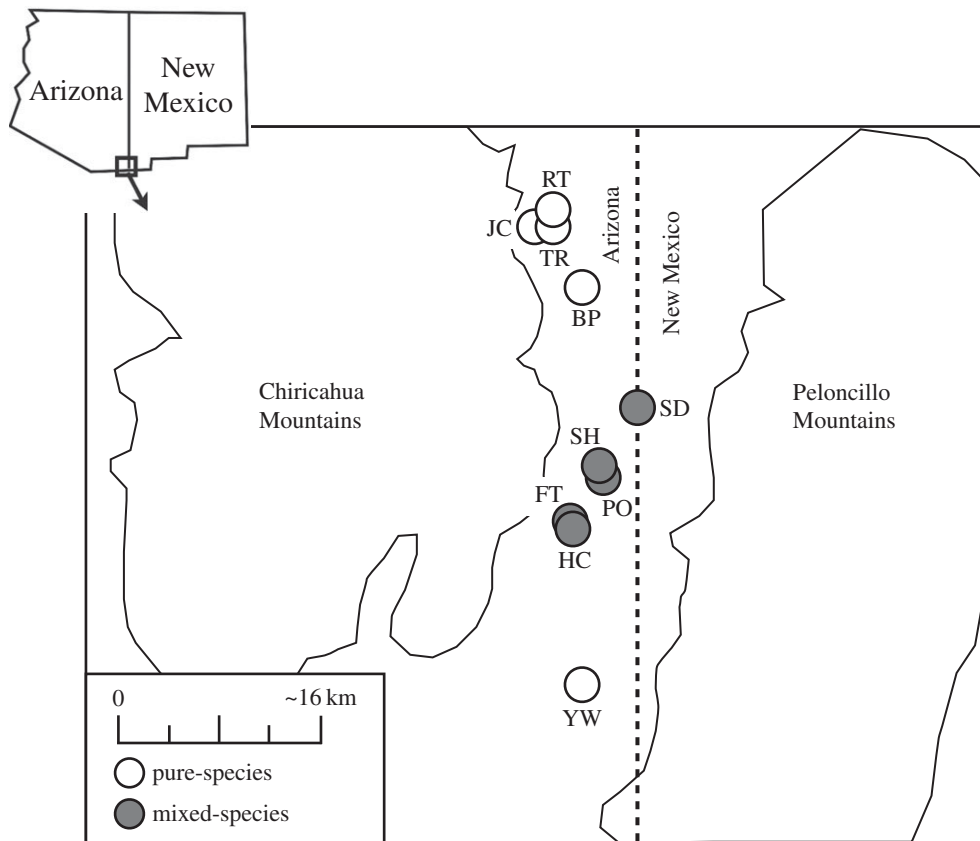 Arizona
New
Mexico
RT
JC
TR
BP
Arizona
New Mexico
Chiricahua
Mountains
Peloncillo
Mountains
SD
SH
FT
PO
HC
YW
0 ~16 km
pure-species
mixed-species